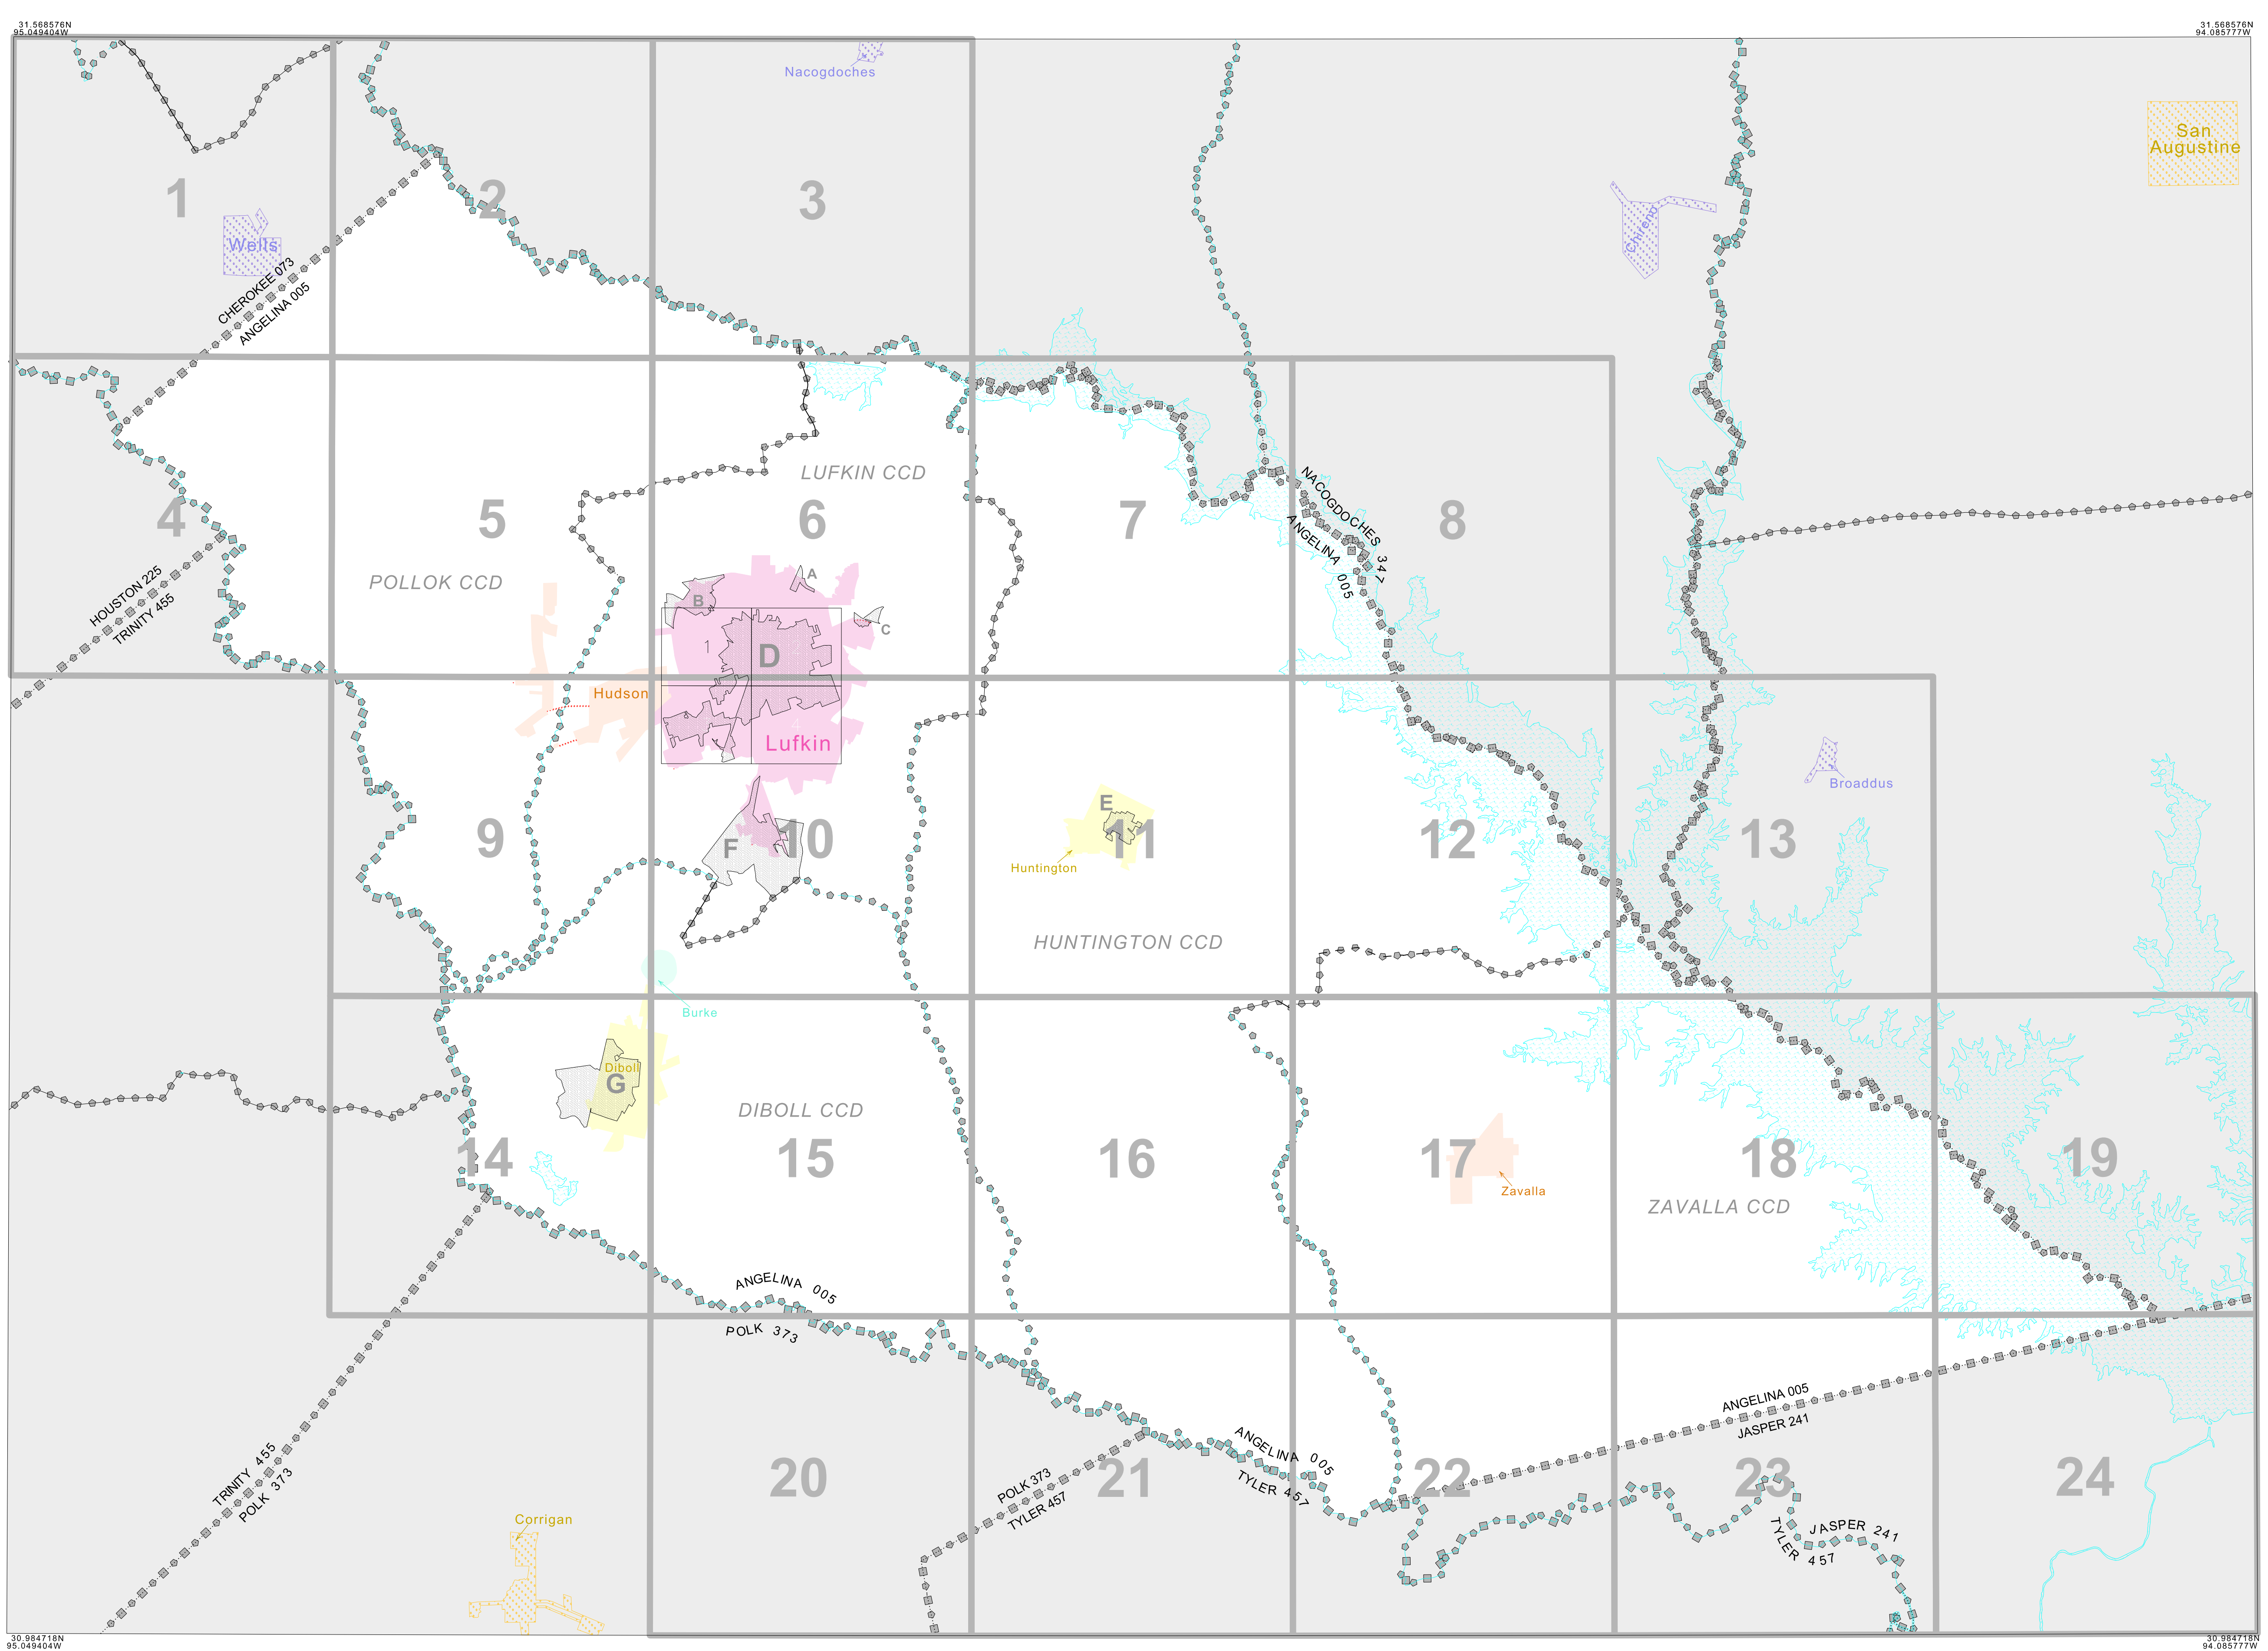 31.568576N
95.049404W
31.568576N
94.085777W
Nacogdoches
San
Augustine
1
2
3
Wells
Chireno
CHEROKEE 073
ANGELINA 005
LUFKIN CCD
NACOGDOCHES 347
ANGELINA 005
4
5
6
7
8
POLLOK CCD
HOUSTON 225
TRINITY 455
A
B
C
1
D
4
Hudson
Lufkin
Broaddus
E
9
F
10
11
12
13
Huntington
HUNTINGTON CCD
Burke
Diboll
G
DIBOLL CCD
14
15
16
17
18
19
Zavalla
ZAVALLA CCD
ANGELINA 005
POLK 373
ANGELINA 005
JASPER 241
TRINITY 455
POLK 373
ANGELINA 005
TYLER 457
POLK 373
TYLER 457
20
21
22
23
24
Corrigan
JASPER 241
TYLER 457
30.984718N
95.049404W
30.984718N
94.085777W